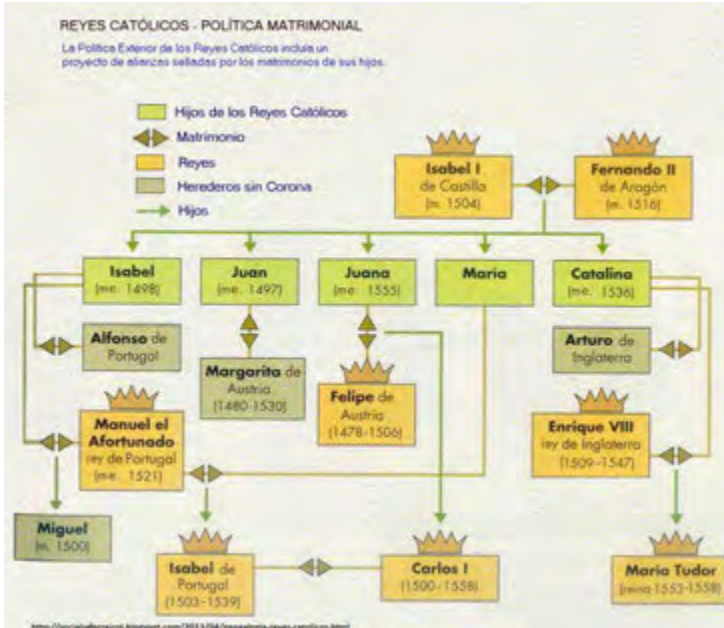 REYES CATÓLICOS - POLÍTICA MATRIMONIAL
La Política Exterior de los Reyes Católicos incluía un
proyecto de alianzas selladas por los matrimonios de sus hijos.
Hijos de los Reyes Católicos
Matrimonio
Reyes
Herederos sin Corona
Hijos
Isabel I
de Castilla
(m. 1504)
Fernando II
de Aragón
(m. 1516)
Isabel
(me. 1498)
Juan
(me. 1497)
Juana
(me. 1555)
María
Catalina
(me. 1536)
Alfonso de
Portugal
Margarita de
Austria
(1480-1530)
Felipe de
Austria
(1478-1506)
Arturo de
Inglaterra
Manuel el
Afortunado
rey de Portugal
(me. 1521)
Enrique VIII
rey de Inglaterra
(1509-1547)
Miguel
(m. 1500)
Isabel de
Portugal
(1503-1539)
Carlos I
(1500-1558)
María Tudor
(reina 1553-1558)